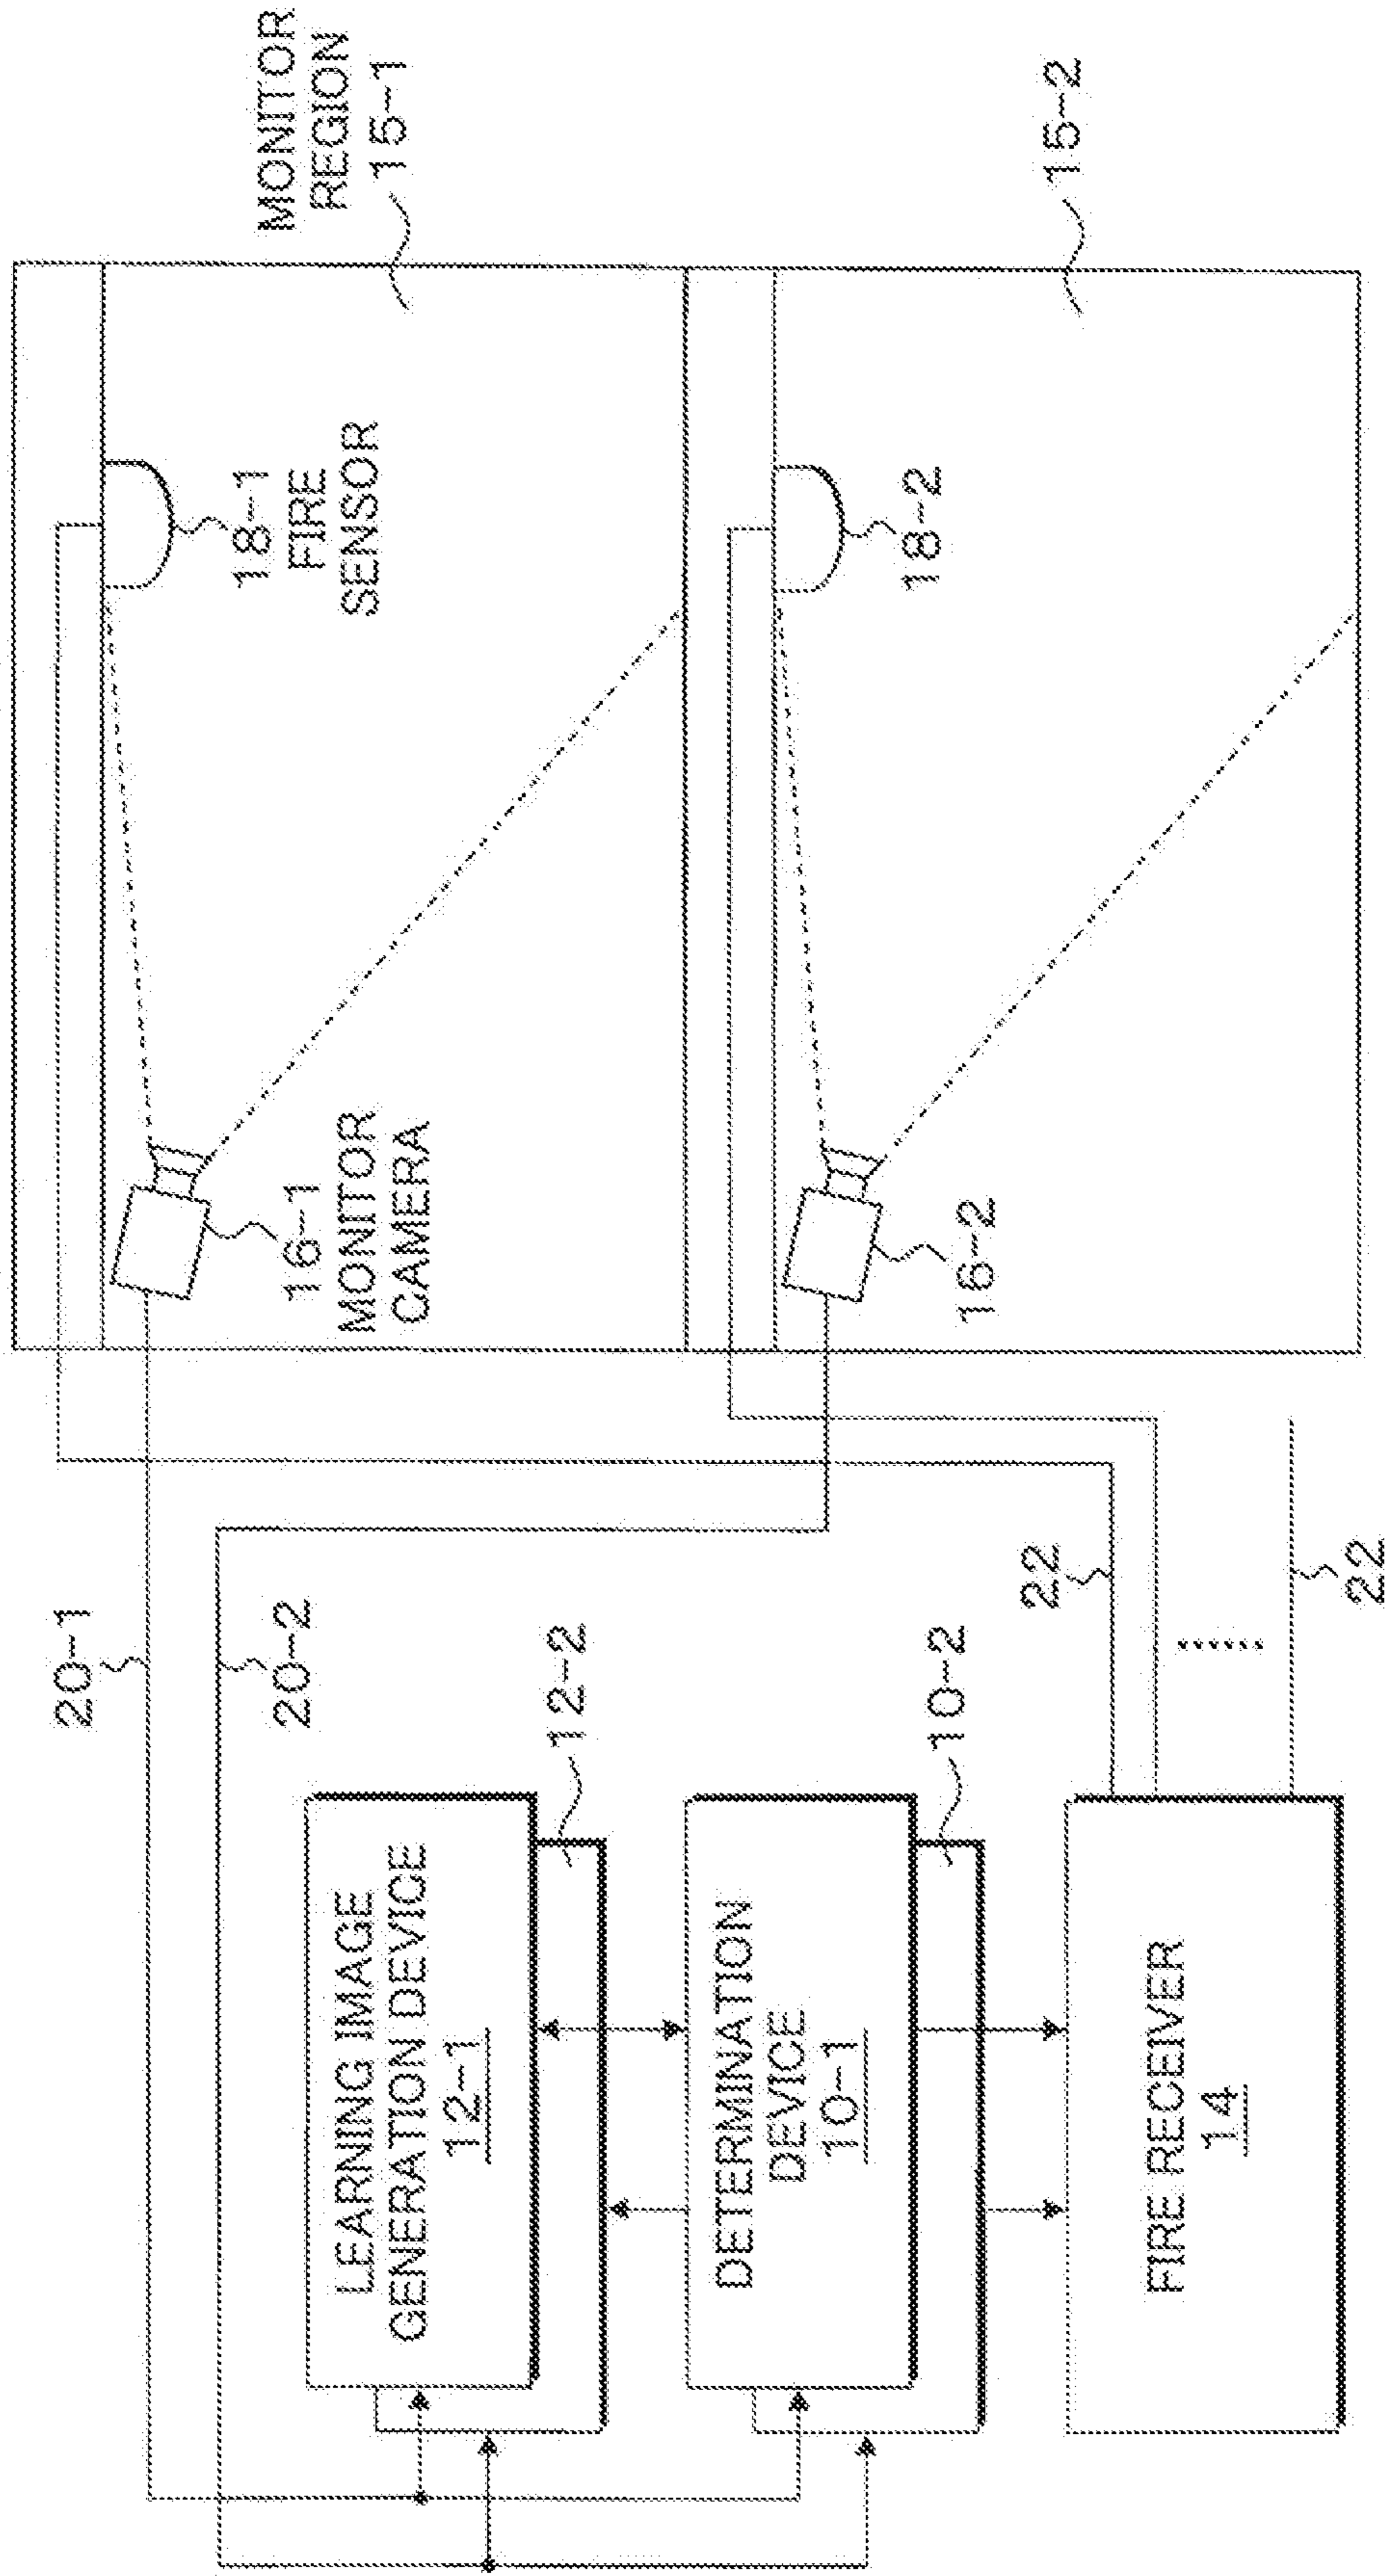 20-1
20-2
LEARNING IMAGE
GENERATION DEVICE
12-1
12-2
DETERMINATION
DEVICE
10-1
10-2
FIRE RECEIVER
14
22
22
16-1
MONITOR
CAMERA
18-1
FIRE
SENSOR
MONITOR
REGION
15-1
16-2
18-2
15-2